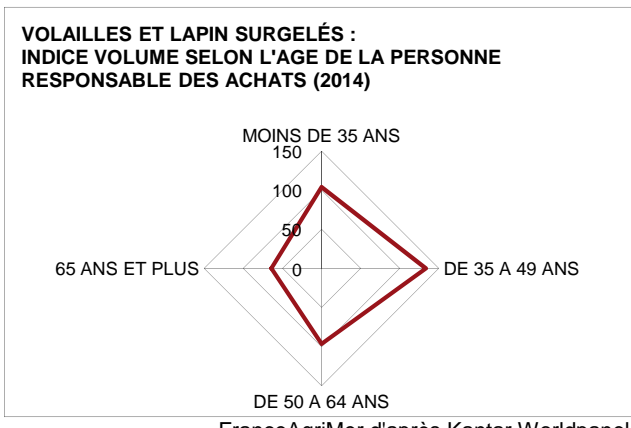 VOLAILLES ET LAPIN SURGELÉS :
INDICE VOLUME SELON L'AGE DE LA PERSONNE
RESPONSABLE DES ACHATS (2014)
MOINS DE 35 ANS
150
100
50
65 ANS ET PLUS
0
DE 35 A 49 ANS
DE 50 A 64 ANS
FranceAgriMer d'après Kantar Worldpanel